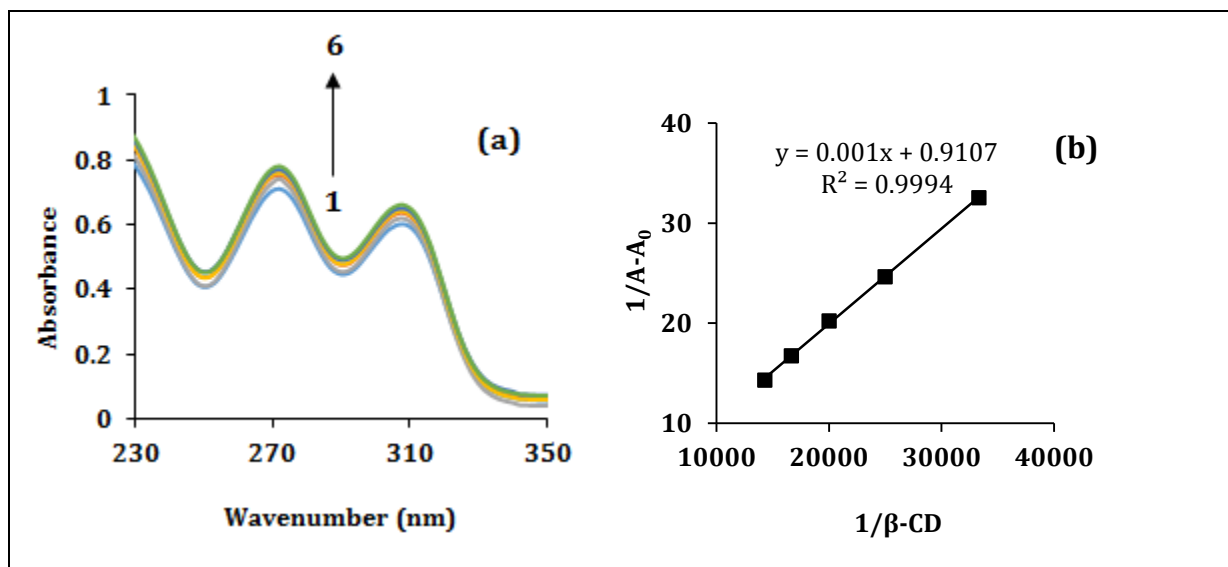 6
(a)
1
1
0.8
0.6
0.4
0.2
0
Absorbance
230
270
310
350
Wavenumber (nm)
40
30
20
10
1/A-A₀
y = 0.001x + 0.9107
R² = 0.9994
(b)
10000
20000
30000
40000
1/β-CD